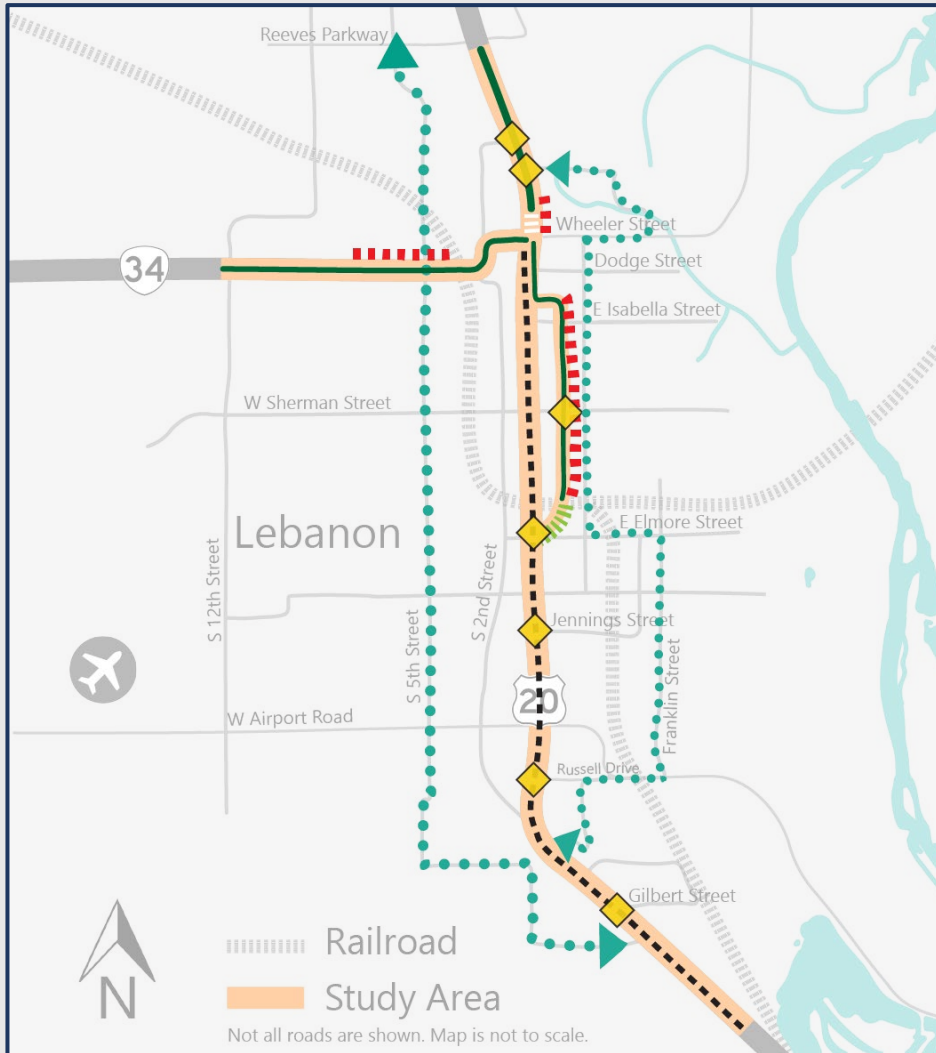 Reeves Parkway
Wheeler Street
34
Dodge Street
E Isabella Street
W Sherman Street
E Elmore Street
Lebanon
S 12th Street
S 5th Street
S 2nd Street
Jennings Street
Franklin Street
20
W Airport Road
Russell Drive
Gilbert Street
N
Railroad
Study Area
Not all roads are shown. Map is not to scale.